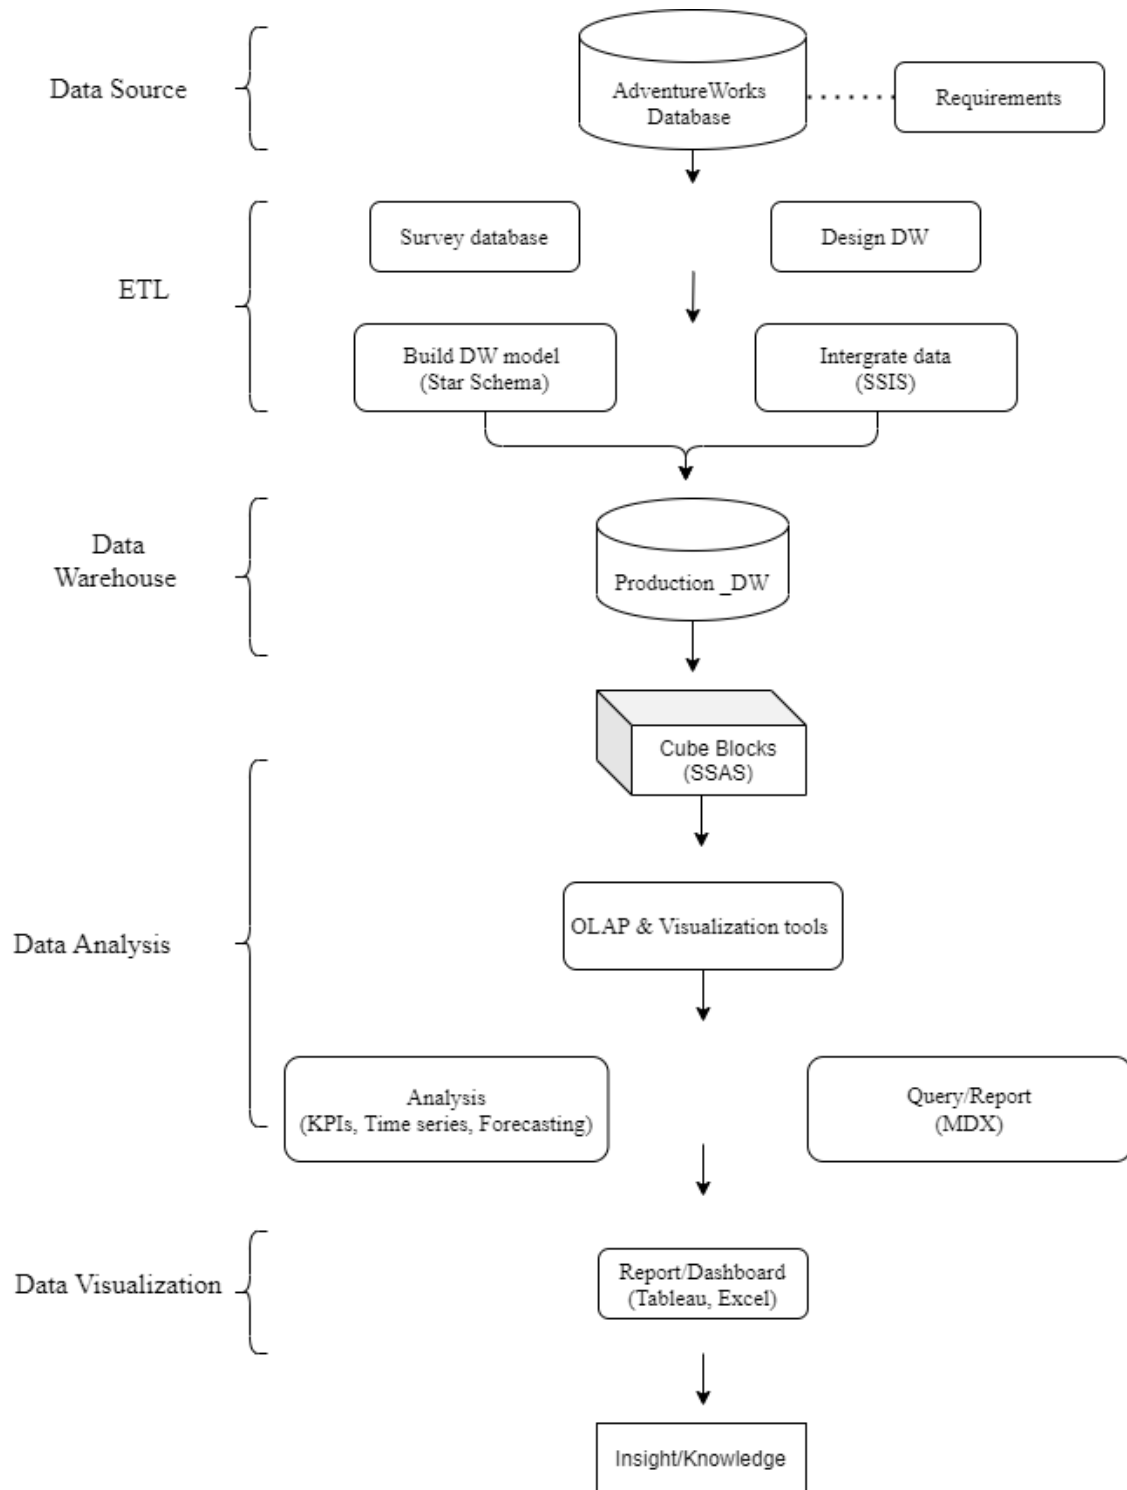 Data Source
AdventureWorks
Database
Requirements
ETL
Survey database
Design DW
Build DW model
(Star Schema)
Intergrate data
(SSIS)
Data
Warehouse
Production _DW
Data Analysis
Cube Blocks
(SSAS)
OLAP & Visualization tools
Analysis
(KPIs, Time series, Forecasting)
Query/Report
(MDX)
Data Visualization
Report/Dashboard
(Tableau, Excel)
Insight/Knowledge